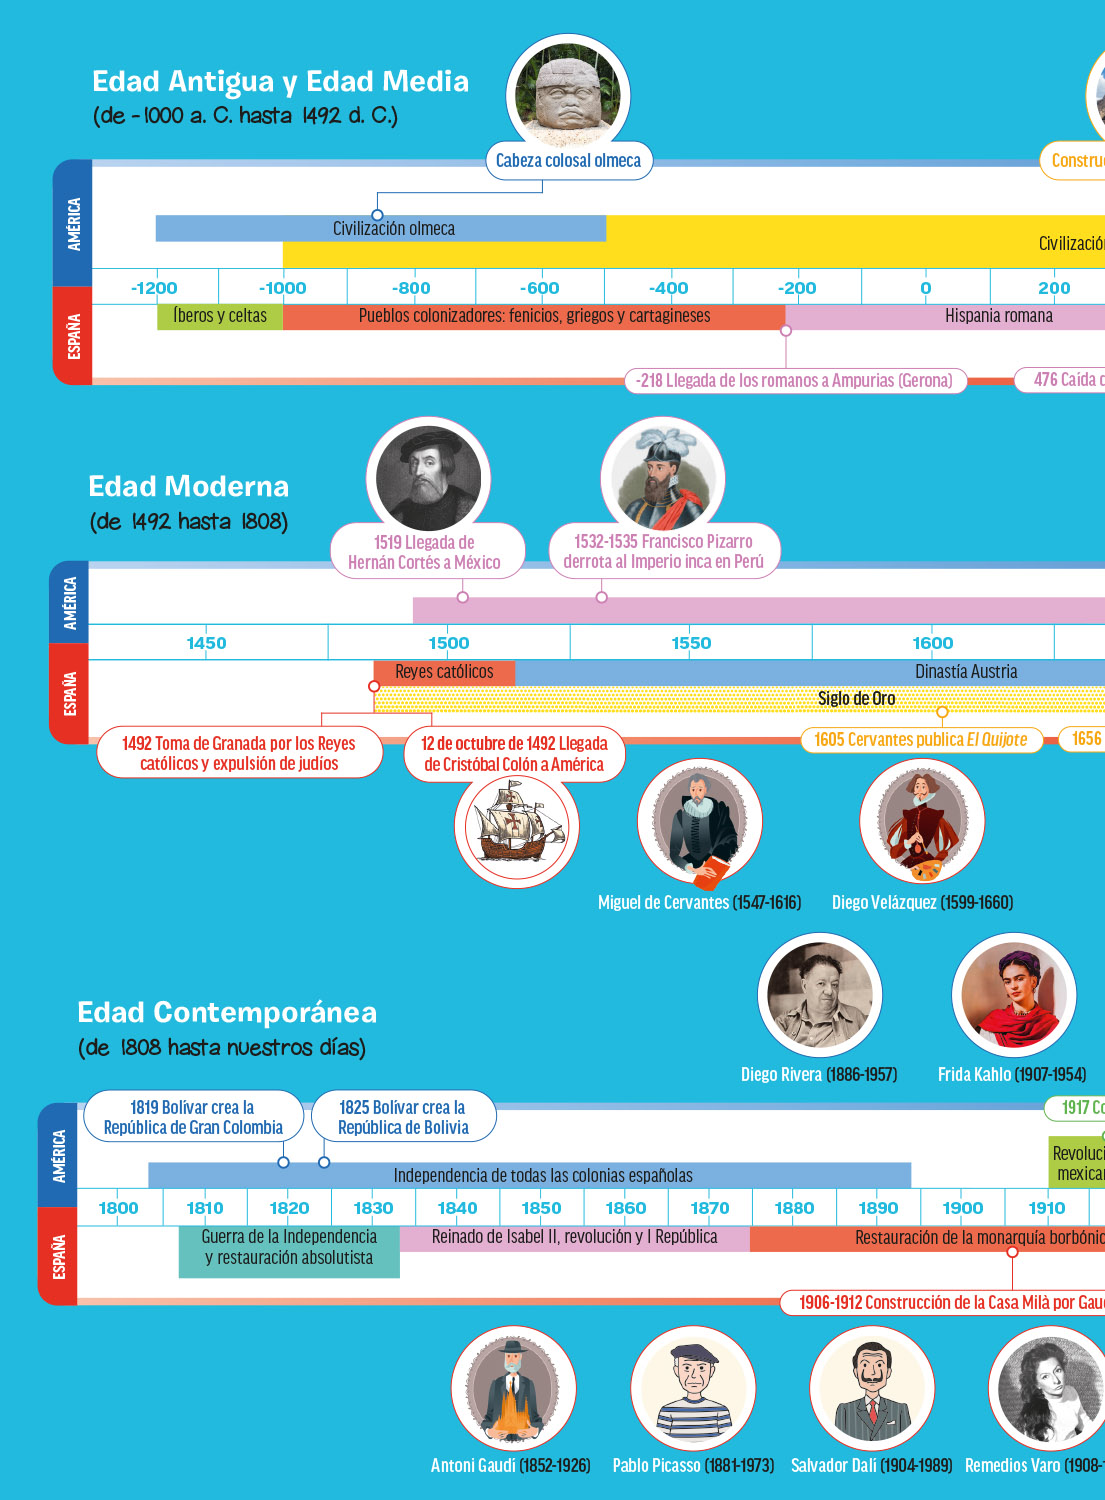 Edad Antigua y Edad Media
(de -1000 a. C. hasta 1492 d. C.)
Cabeza colosal olmeca
AMÉRICA
Civilización olmeca
-1200 -1000 -800 -600 -400 -200 0 200
ESPAÑA
Íberos y celtas
Pueblos colonizadores: fenicios, griegos y cartagineses
Hispania romana
-218 Llegada de los romanos a Ampurias (Gerona)
476 Caída
Edad Moderna
(de 1492 hasta 1808)
1519 Llegada de
Hernán Cortés a México
1532-1535 Francisco Pizarro
derrota al Imperio inca en Perú
AMÉRICA
1450 1500 1550 1600
ESPAÑA
Reyes católicos
Dinastía Austria
Siglo de Oro
1492 Toma de Granada por los Reyes
católicos y expulsión de judíos
12 de octubre de 1492 Llegada
de Cristóbal Colón a América
1605 Cervantes publica El Quijote
1656
Miguel de Cervantes (1547-1616)
Diego Velázquez (1599-1660)
Edad Contemporánea
(de 1808 hasta nuestros días)
Diego Rivera (1886-1957)
Frida Kahlo (1907-1954)
1819 Bolívar crea la
República de Gran Colombia
1825 Bolívar crea la
República de Bolivia
1917
AMÉRICA
Independencia de todas las colonias españolas
1800 1810 1820 1830 1840 1850 1860 1870 1880 1890 1900 1910
ESPAÑA
Guerra de la Independencia
y restauración absolutista
Reinado de Isabel II, revolución y I República
Restauración de la monarquía
1906-1912 Construcción de la Casa Milà por
Antoni Gaudí (1852-1926)
Pablo Picasso (1881-1973)
Salvador Dalí (1904-1989)
Remedios Varo